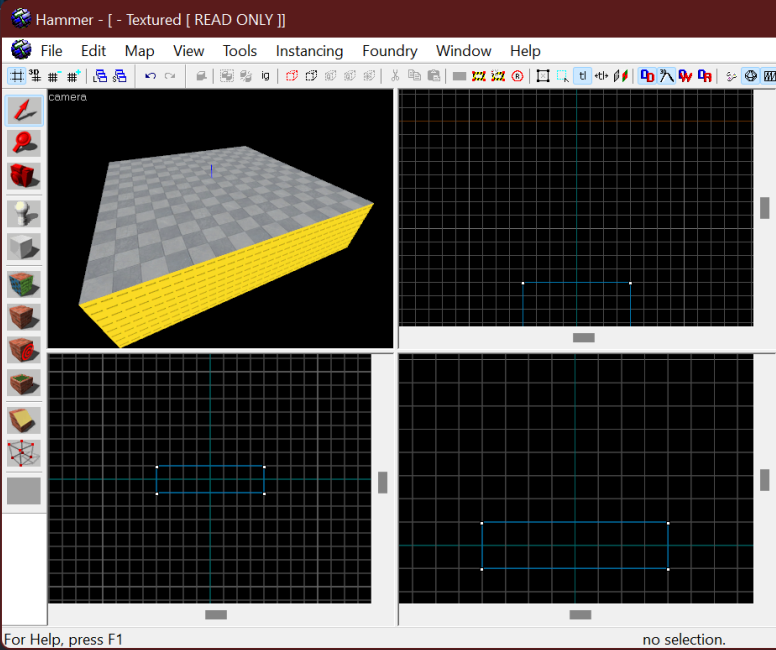 Hammer - [ - Textured [ READ ONLY ]]
File Edit Map View Tools Instancing Foundry Window Help
camera
For Help, press F1
no selection.